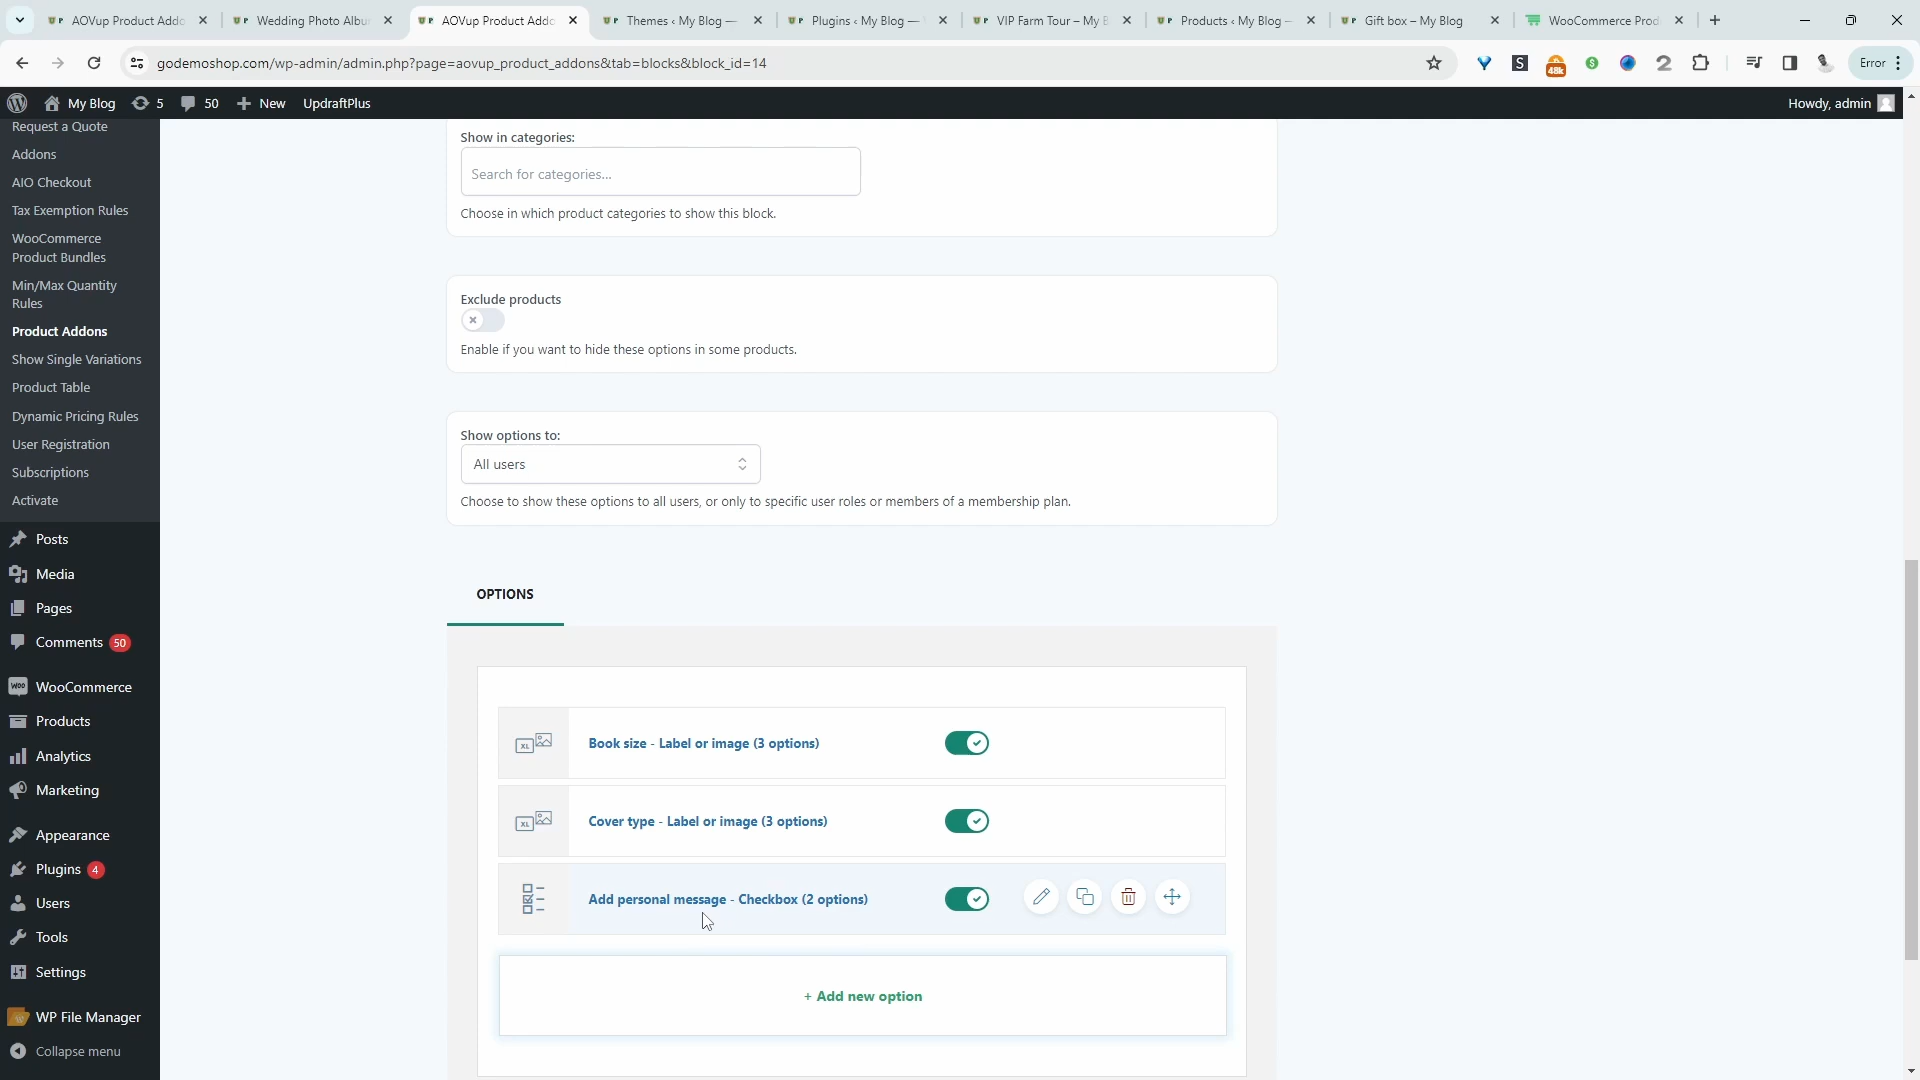 AOVup Product Addo
Wedding Photo Albu
AOVup Product Addo
Themes ‹ My Blog —
Plugins ‹ My Blog —
VIP Farm Tour – My B
Products ‹ My Blog –
Gift box – My Blog
WooCommerce Prod
godemoshop.com/wp-admin/admin.php?page=aovup_product_addons&tab=blocks&block_id=14
48k
Error
My Blog
5
50
New
UpdraftPlus
Howdy, admin
Request a Quote
Addons
AIO Checkout
Tax Exemption Rules
WooCommerce
Product Bundles
Min/Max Quantity
Rules
Product Addons
Show Single Variations
Product Table
Dynamic Pricing Rules
User Registration
Subscriptions
Activate
Posts
Media
Pages
Comments 50
WooCommerce
Products
Analytics
Marketing
Appearance
Plugins 4
Users
Tools
Settings
WP File Manager
Collapse menu
Show in categories:
Search for categories...
Choose in which product categories to show this block.
Exclude products
Enable if you want to hide these options in some products.
Show options to:
All users
Choose to show these options to all users, or only to specific user roles or members of a membership plan.
OPTIONS
XL
Book size - Label or image (3 options)
XL
Cover type - Label or image (3 options)
Add personal message - Checkbox (2 options)
+ Add new option